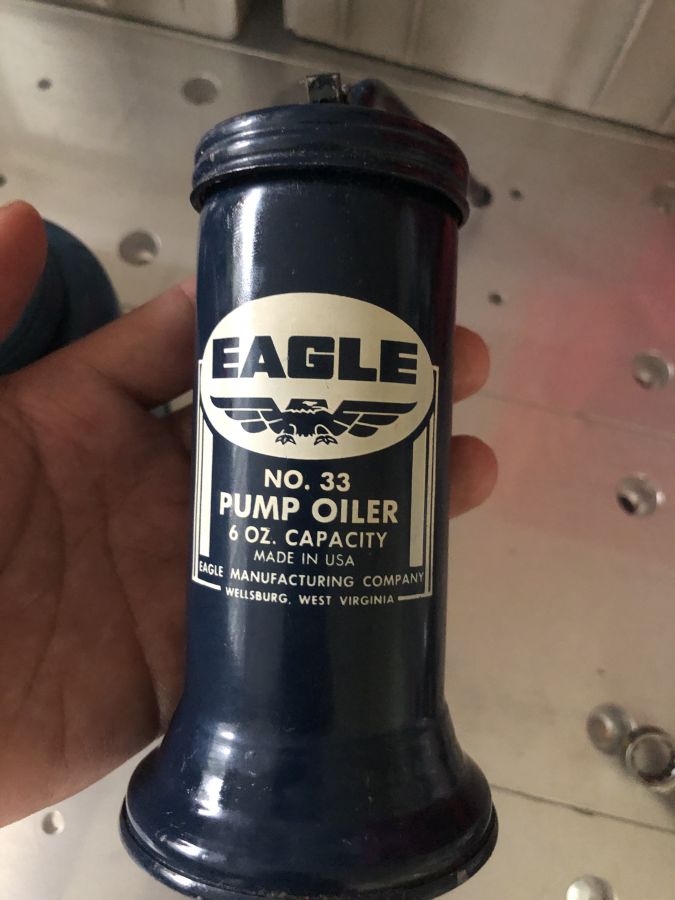 EAGLE
NO. 33
PUMP OILER
6 OZ. CAPACITY
MADE IN USA
EAGLE MANUFACTURING COMPANY
WELLSBURG, WEST VIRGINIA